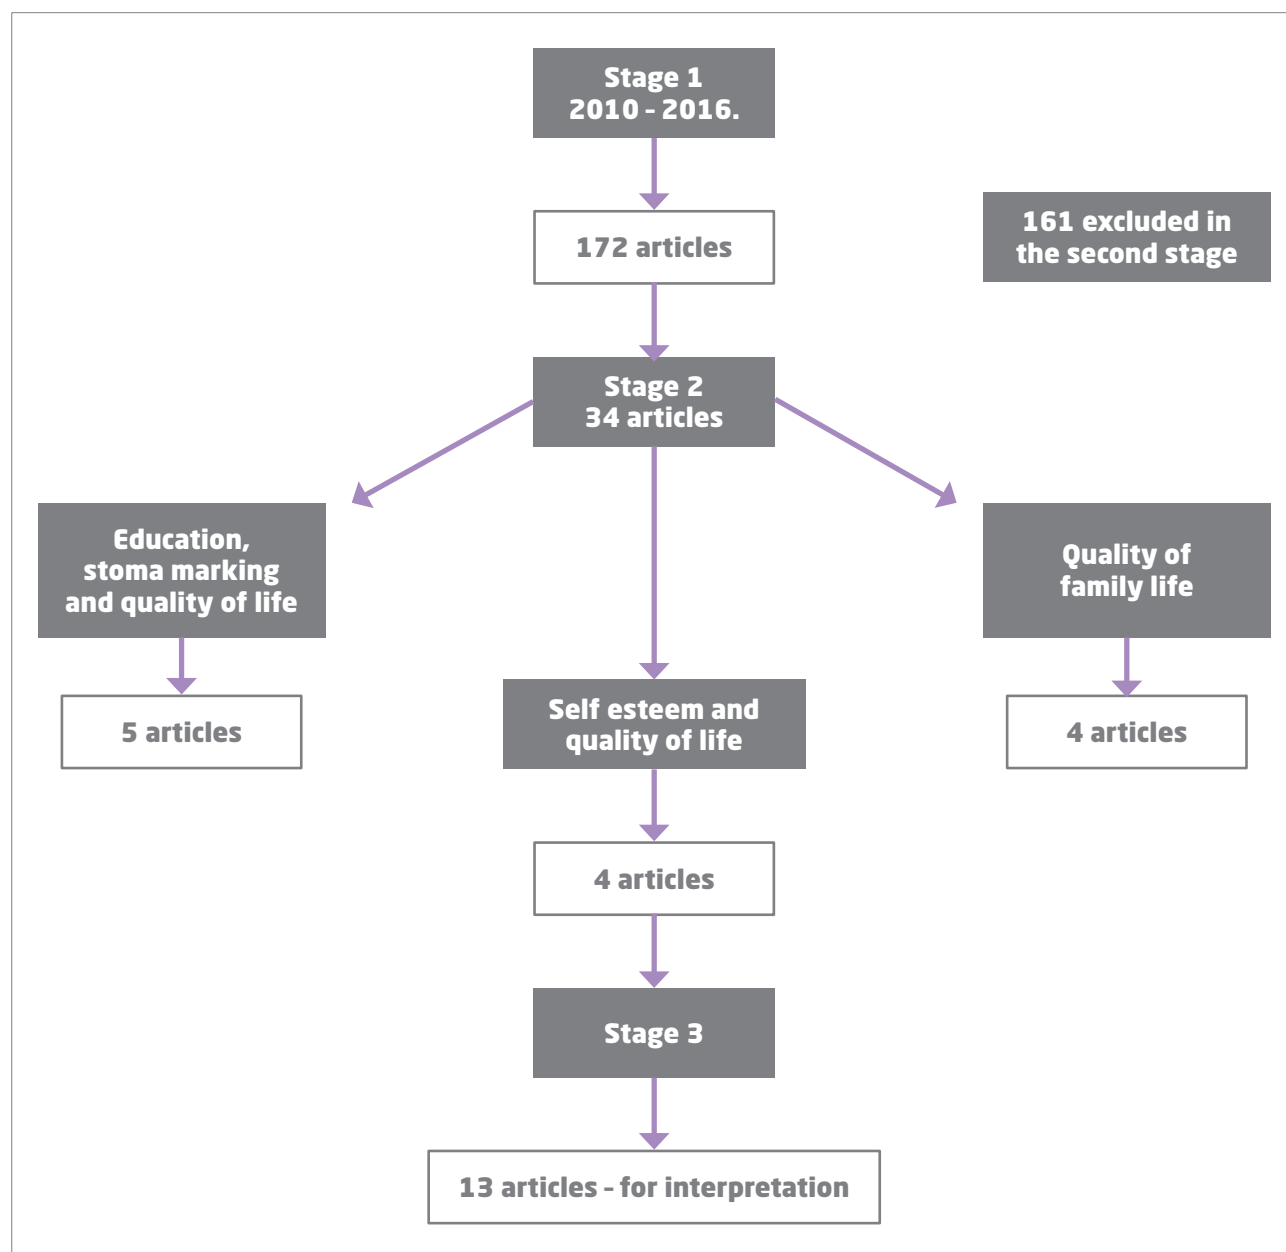 Stage 1
2010 – 2016.
172 articles
161 excluded in
the second stage
Stage 2
34 articles
Education,
stoma marking
and quality of life
Quality of
family life
5 articles
Self esteem and
quality of life
4 articles
4 articles
Stage 3
13 articles – for interpretation